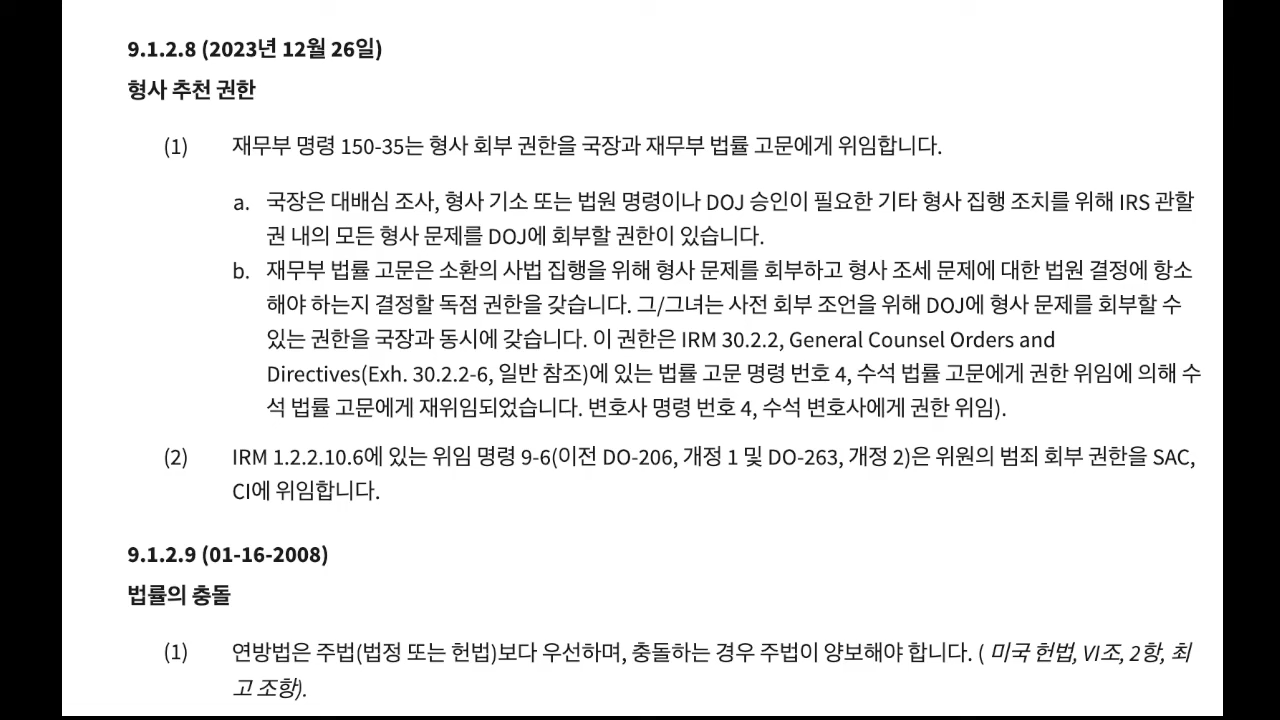 9.1.2.8 (2023년 12월 26일)
형사 추천 권한
(1) 재무부 명령 150-35는 형사 회부 권한을 국장과 재무부 법률 고문에게 위임합니다.
a. 국장은 대배심 조사, 형사 기소 또는 법원 명령이나 DOJ 승인이 필요한 기타 형사 집행 조치를 위해 IRS 관할
권 내의 모든 형사 문제를 DOJ에 회부할 권한이 있습니다.
b. 재무부 법률 고문은 소환의 사법 집행을 위해 형사 문제를 회부하고 형사 조세 문제에 대한 법원 결정에 항소
해야 하는지 결정할 독점 권한을 갖습니다. 그/그녀는 사전 회부 조언을 위해 DOJ에 형사 문제를 회부할 수
있는 권한을 국장과 동시에 갖습니다. 이 권한은 IRM 30.2.2, General Counsel Orders and
Directives(Exh. 30.2.2-6, 일반 참조)에 있는 법률 고문 명령 번호 4, 수석 법률 고문에게 권한 위임에 의해 수
석 법률 고문에게 재위임되었습니다. 변호사 명령 번호 4, 수석 변호사에게 권한 위임).
(2) IRM 1.2.2.10.6에 있는 위임 명령 9-6(이전 DO-206, 개정 1 및 DO-263, 개정 2)은 위원의 범죄 회부 권한을 SAC,
CI에 위임합니다.
9.1.2.9 (01-16-2008)
법률의 충돌
(1) 연방법은 주법(법정 또는 헌법)보다 우선하며, 충돌하는 경우 주법이 양보해야 합니다. ( 미국 헌법, VI조, 2항, 최
고 조항).